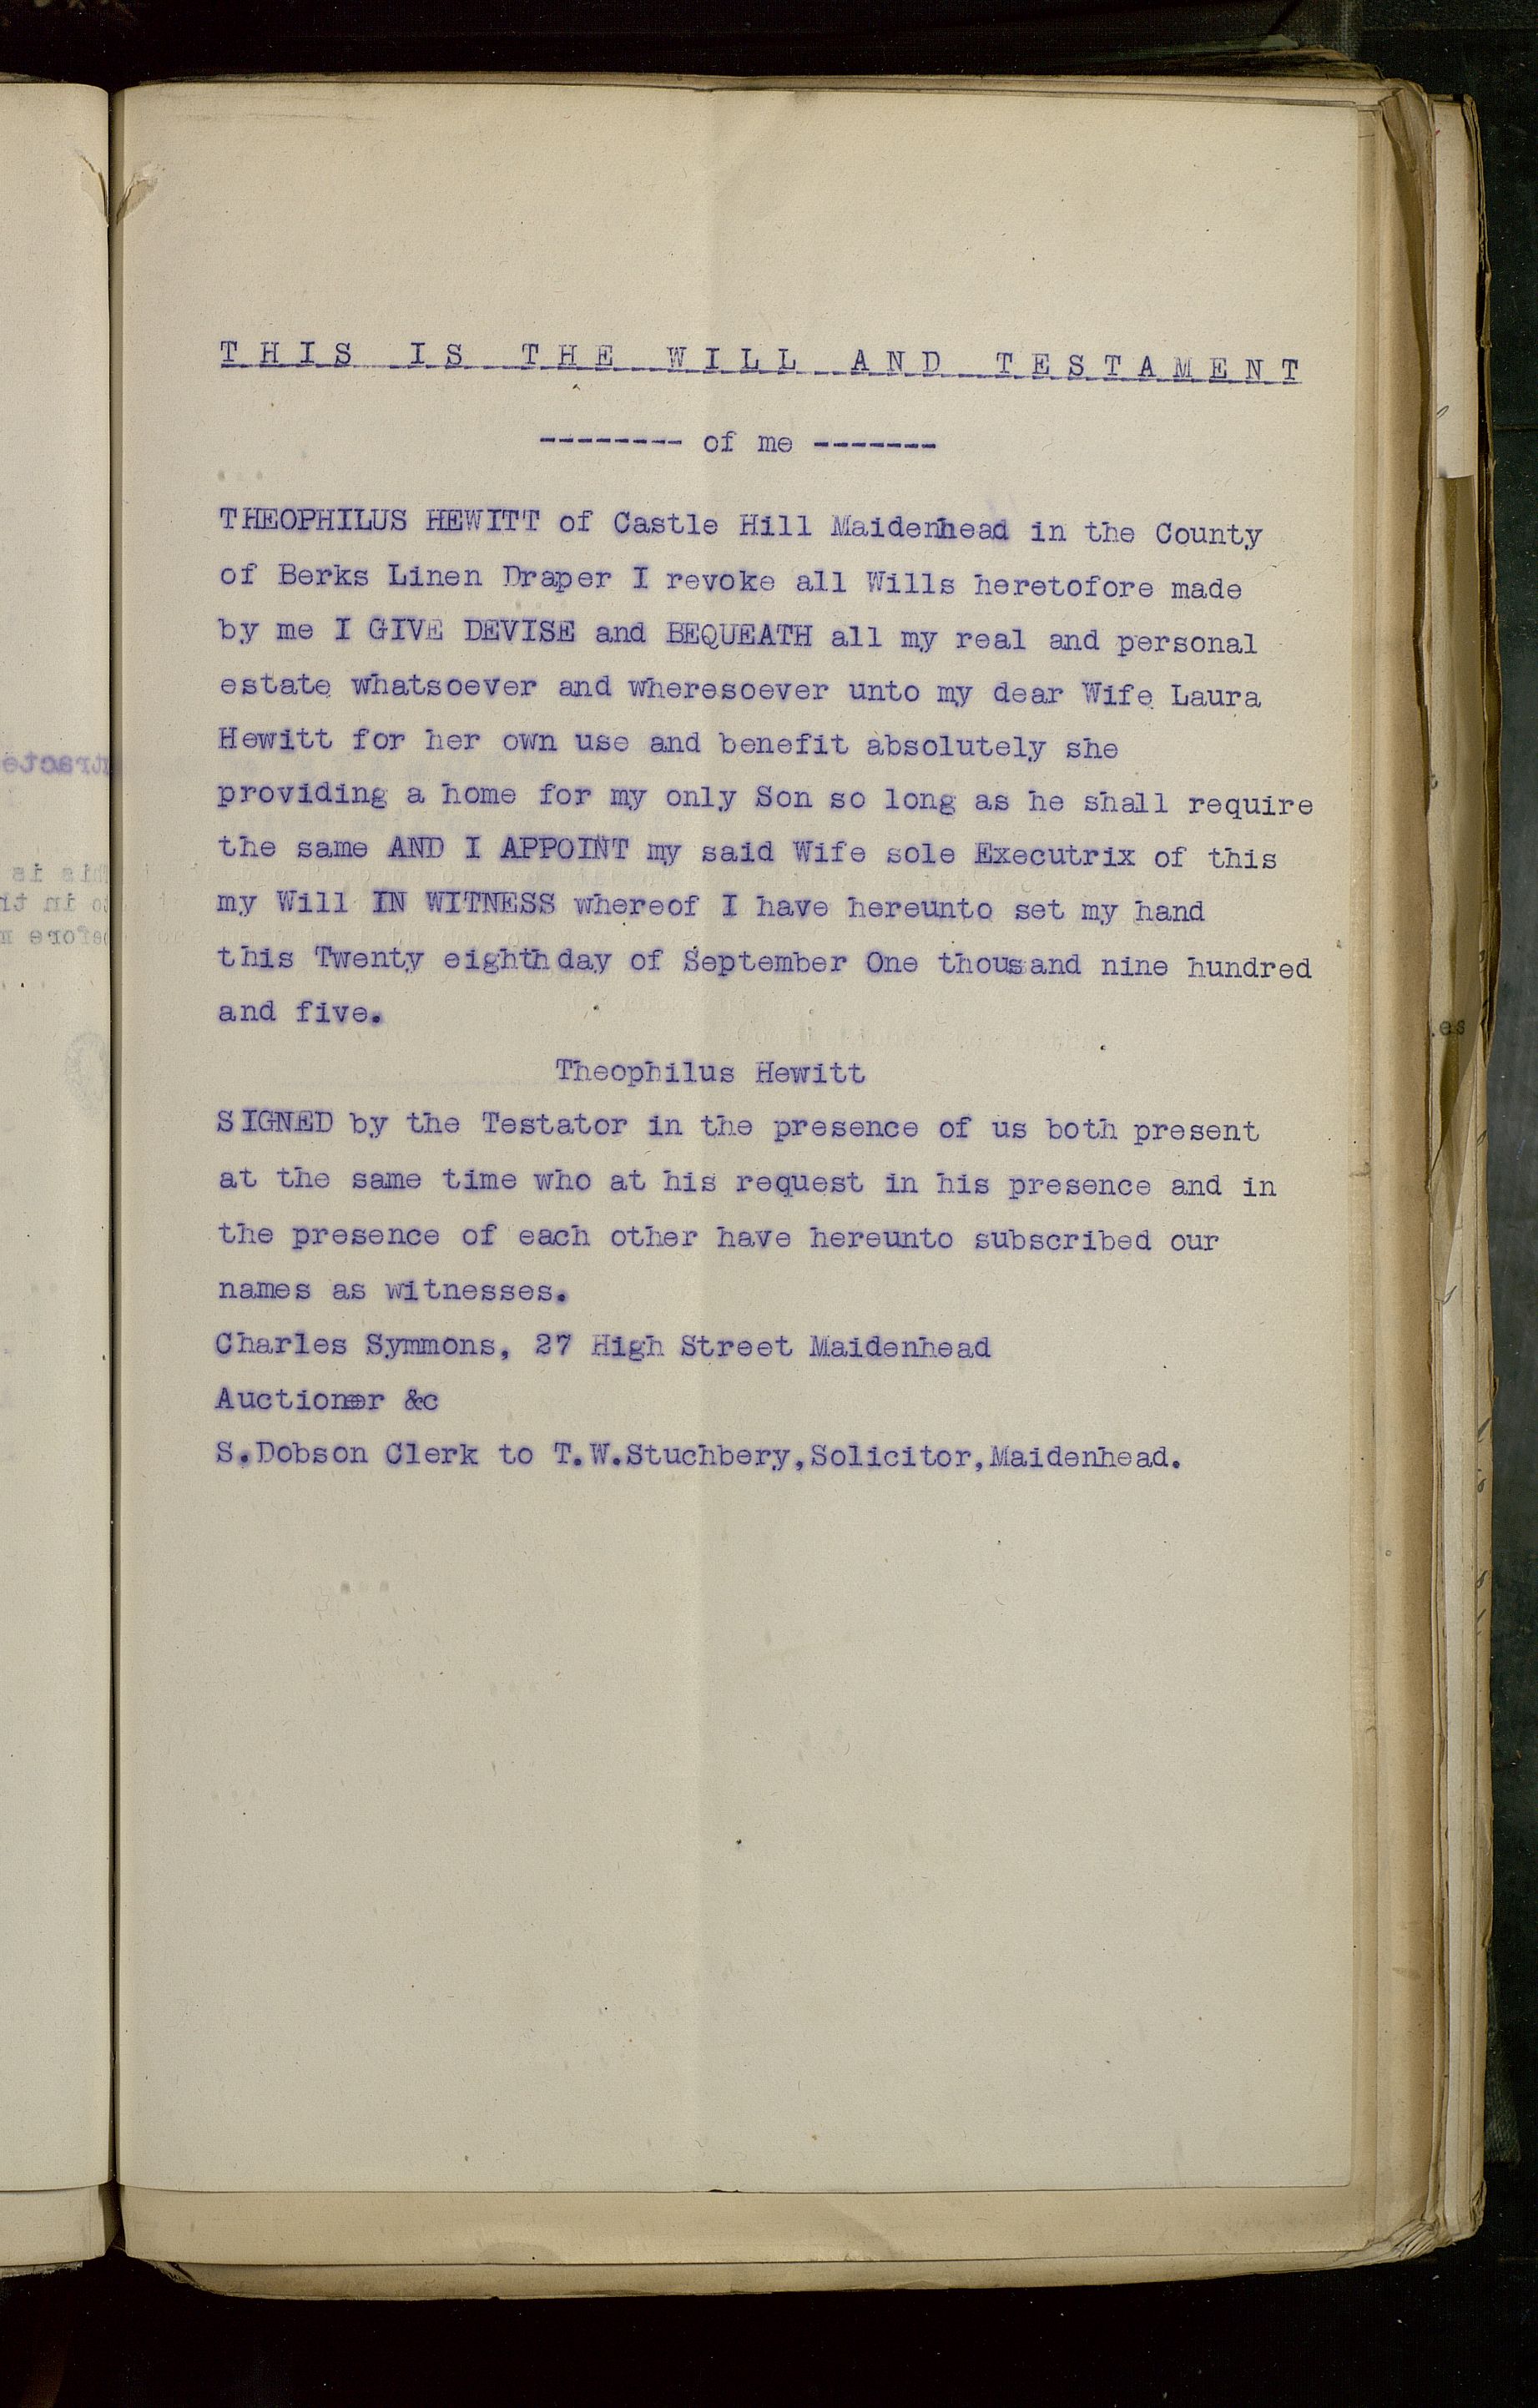 THIS IS THE WILL AND TESTAMENT
-------- of me -------
THEOPHILUS HEWITT of Castle Hill Maidenhead in the County
of Berks Linen Draper I revoke all Wills heretofore made
by me I GIVE DEVISE and BEQUEATH all my real and personal
estate whatsoever and wheresoever unto my dear Wife Laura
Hewitt for her own use and benefit absolutely she
providing a home for my only Son so long as he shall require
the same AND I APPOINT my said Wife sole Executrix of this
my Will IN WITNESS whereof I have hereunto set my hand
this Twenty eighth day of September One thousand nine hundred
and five.
Theophilus Hewitt
SIGNED by the Testator in the presence of us both present
at the same time who at his request in his presence and in
the presence of each other have hereunto subscribed our
names as witnesses.
Charles Symmons, 27 High Street Maidenhead
Auctioneer &c
S.Dobson Clerk to T.W.Stuchbery,Solicitor,Maidenhead.